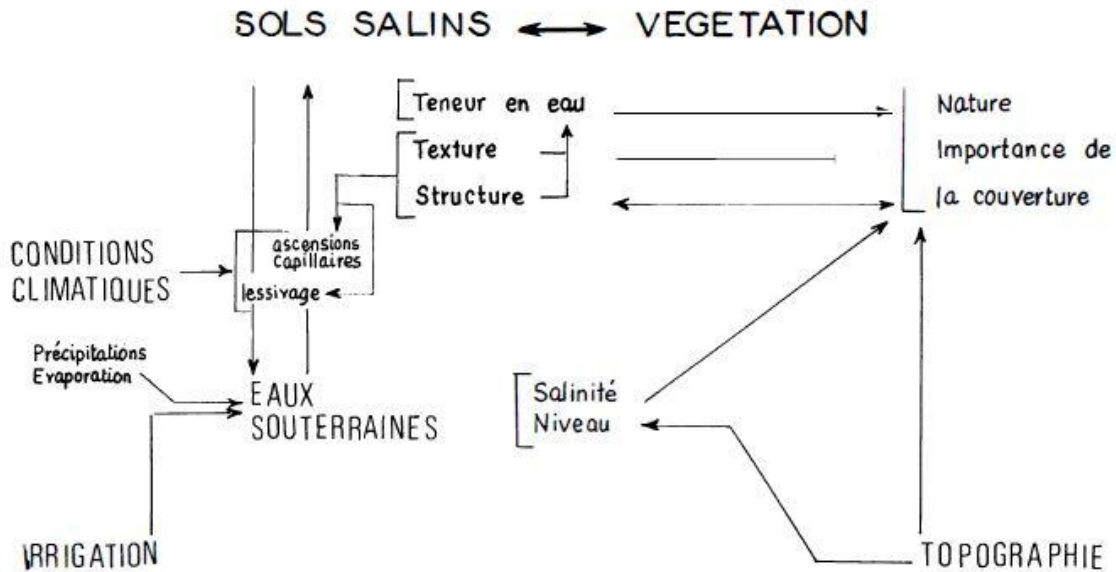 SOLS SALINS ⟷ VEGETATION
Teneur en eau
Texture
Structure
Nature
Importance de
la couverture
ascensions
capillaires
lessivage
CONDITIONS
CLIMATIQUES
Précipitations
Evaporation
EAUX
SOUTERRAINES
Salinité
Niveau
IRRIGATION
TOPOGRAPHIE